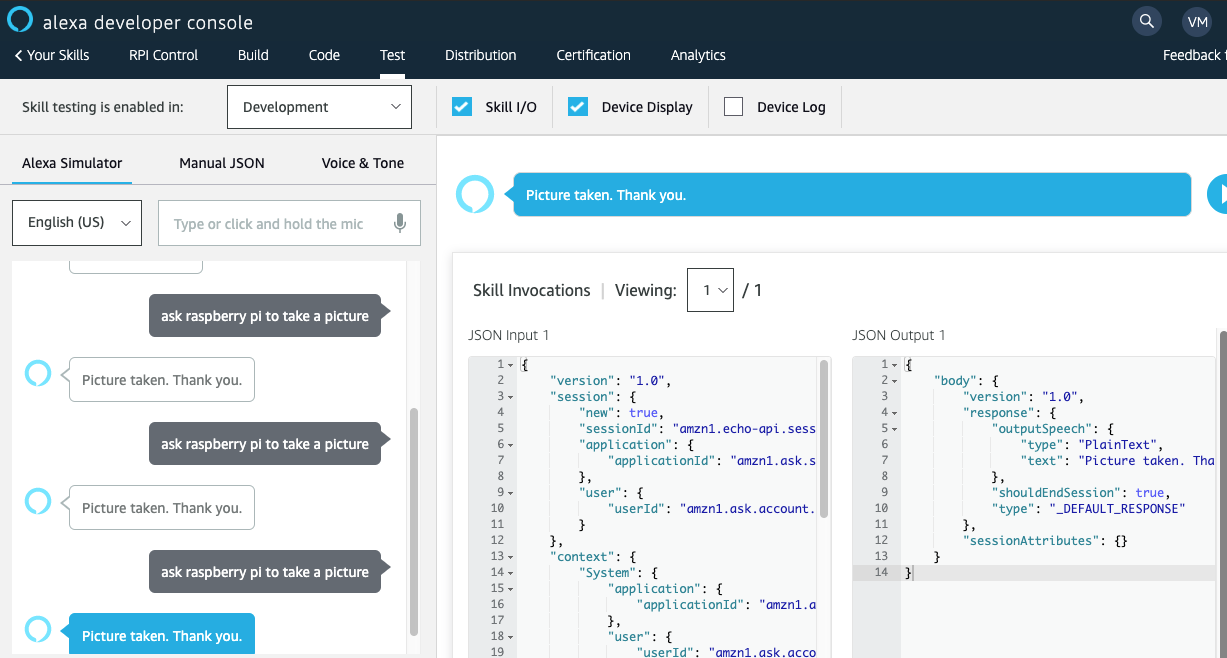 alexa developer console
VM
Your Skills RPI Control Build Code Test Distribution Certification Analytics Feedback f
Skill testing is enabled in: Development Skill I/O Device Display Device Log
Alexa Simulator Manual JSON Voice & Tone
English (US) Type or click and hold the mic
ask raspberry pi to take a picture
Picture taken. Thank you.
ask raspberry pi to take a picture
Picture taken. Thank you.
ask raspberry pi to take a picture
Picture taken. Thank you.
Picture taken. Thank you.
Skill Invocations | Viewing: 1 / 1
JSON Input 1
1 {
2 "version": "1.0",
3 "session": {
4 "new": true,
5 "sessionId": "amzn1.echo-api.sess
6 "application": {
7 "applicationId": "amzn1.ask.s
8 },
9 "user": {
10 "userId": "amzn1.ask.account.
11 }
12 },
13 "context": {
14 "System": {
15 "application": {
16 "applicationId": "amzn1.a
17 },
18 "user": {
19 "userId": "amzn1.ask.acco
JSON Output 1
1 {
2 "body": {
3 "version": "1.0",
4 "response": {
5 "outputSpeech": {
6 "type": "PlainText",
7 "text": "Picture taken. Tha
8 },
9 "shouldEndSession": true,
10 "type": "_DEFAULT_RESPONSE"
11 },
12 "sessionAttributes": {}
13 }
14 }